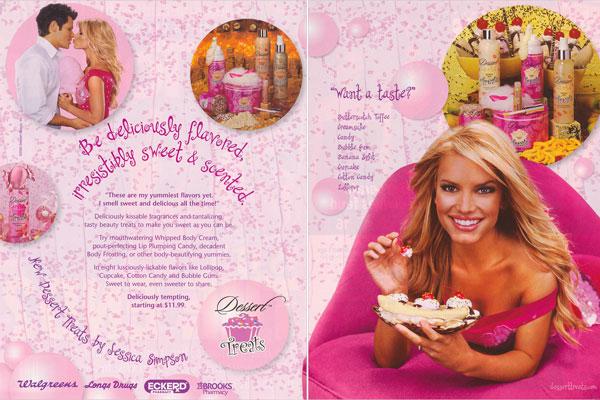 Be deliciously flavored,
irresistibly sweet & scented.
"These are my yummiest flavors yet.
I smell sweet and delicious all the time!"
Deliciously kissable fragrances and tantalizing,
tasty beauty treats to make you sweet as you can be.
Try mouthwatering Whipped Body Cream,
pout-perfecting Lip Plumping Candy, decadent
Body Frosting, or other body-beautifying yummies.
In eight lusciously-lickable flavors like Lollipop,
Cupcake, Cotton Candy and Bubble Gum.
Sweet to wear, even sweeter to share.
Deliciously tempting,
starting at $11.99.
New Dessert Treats by Jessica Simpson
Dessert™
Treats
Walgreens
Longs Drugs
ECKERD
PHARMACY
BROOKS
Pharmacy
"Want a taste?"
Butterscotch Toffee
Creamsicle
Candy
Bubble Gum
Banana Split
Cupcake
Cotton Candy
Lollipop
desserttreats.com